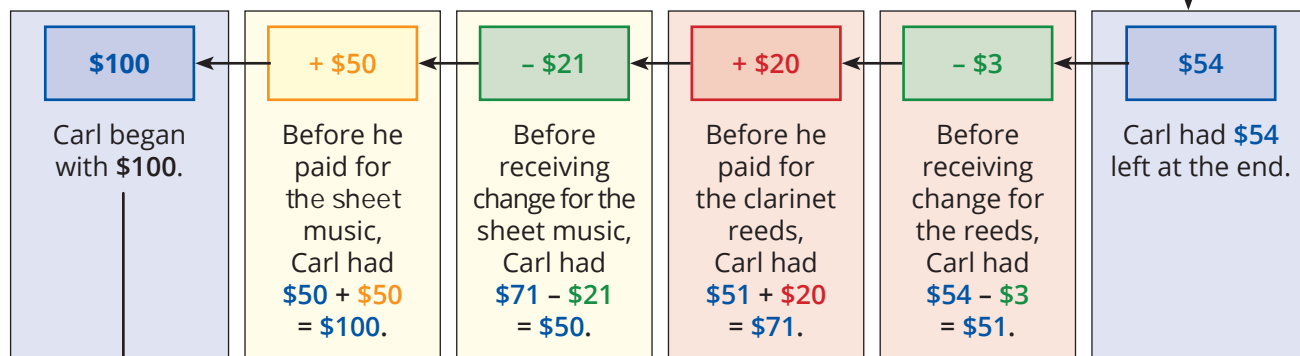 $100
Carl began
with $100.
+ $50
Before he
paid for
the sheet
music,
Carl had
$50 + $50
= $100.
– $21
Before
receiving
change for the
sheet music,
Carl had
$71 – $21
= $50.
+ $20
Before he
paid for
the clarinet
reeds,
Carl had
$51 + $20
= $71.
– $3
Before
receiving
change for
the reeds,
Carl had
$54 – $3
= $51.
$54
Carl had $54
left at the end.